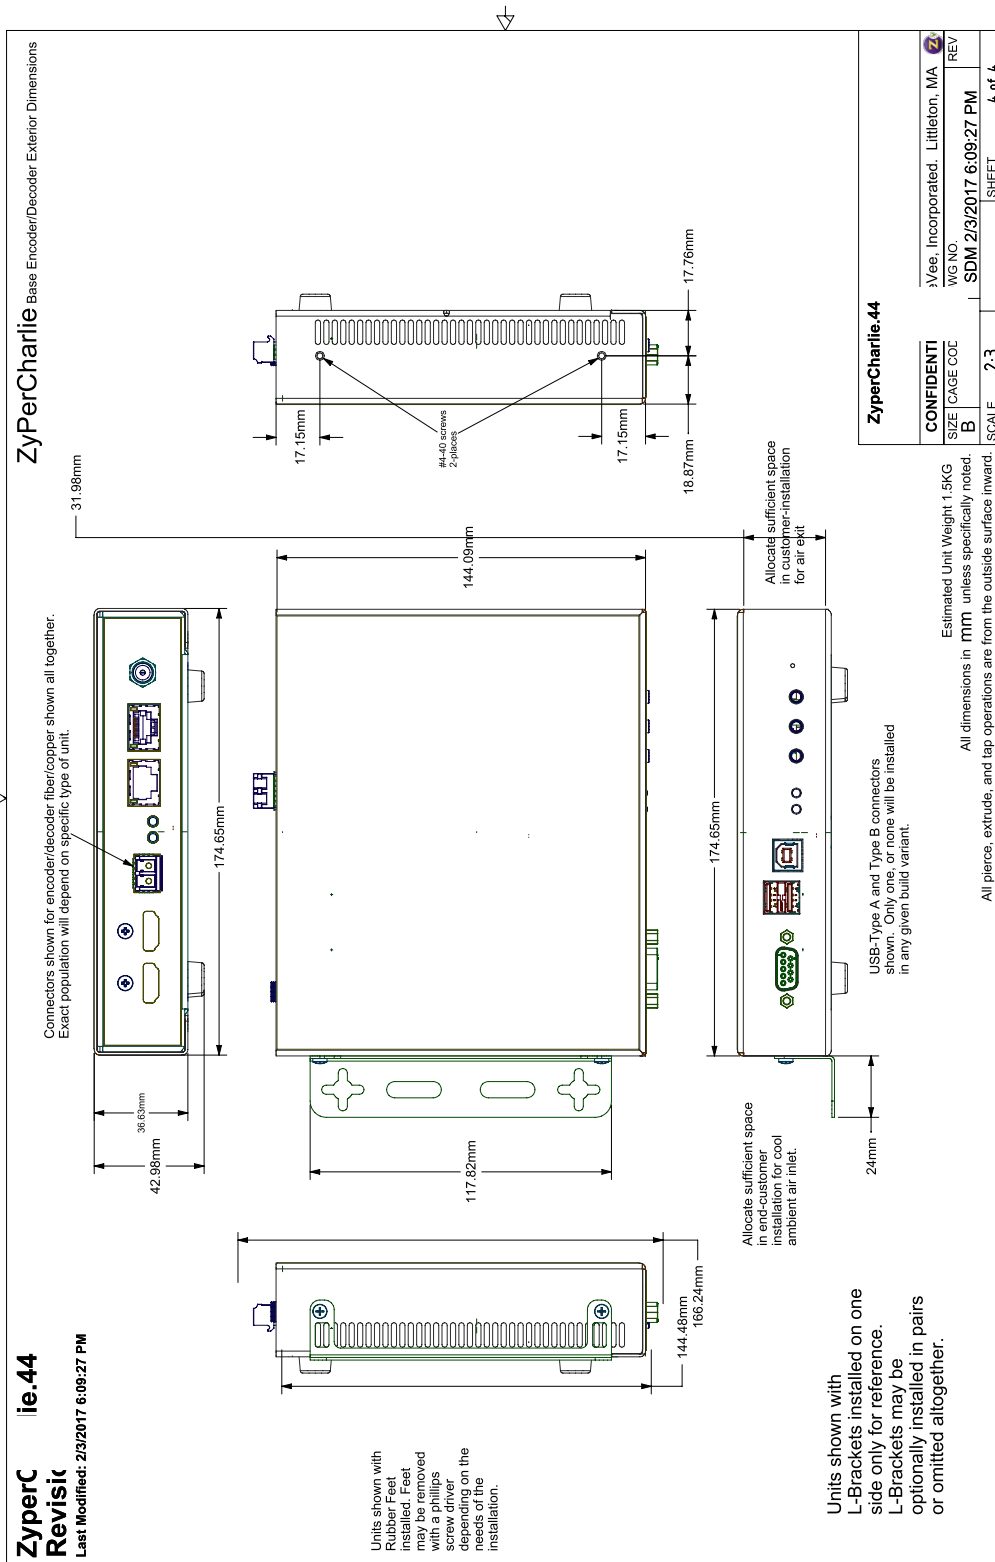 ZyPerCharlie Base Encoder/Decoder Exterior Dimensions
31.98mm
Connectors shown for encoder/decoder fiber/copper shown all together.
Exact population will depend on specific type of unit.
174.65mm
36.63mm
42.98mm
17.15mm
#4-40 screws
2-places
17.15mm
17.76mm
18.87mm
144.09mm
117.82mm
144.48mm
166.24mm
174.65mm
24mm
Allocate sufficient space
in customer-installation
for air exit
USB-Type A and Type B connectors
shown. Only one, or none will be installed
in any given build variant.
Allocate sufficient space
in end-customer
installation for cool
ambient air inlet.
ie.44
Last Modified: 2/3/2017 6:09:27 PM
Units shown with
Rubber Feet
installed. Feet
may be removed
with a phillips
screw driver
depending on the
needs of the
installation.
Units shown with
L-Brackets installed on one
side only for reference.
L-Brackets may be
optionally installed in pairs
or omitted altogether.
Estimated Unit Weight 1.5KG
All dimensions in mm unless specifically noted.
All pierce, extrude, and tap operations are from the outside surface inward.
ZyperCharlie.44
CONFIDENTI
Vee, Incorporated. Littleton, MA
SIZE
B
CAGE COD
WG NO.
SDM 2/3/2017 6:09:27 PM
REV
SCALE 2:3
SHEET 4 of 4